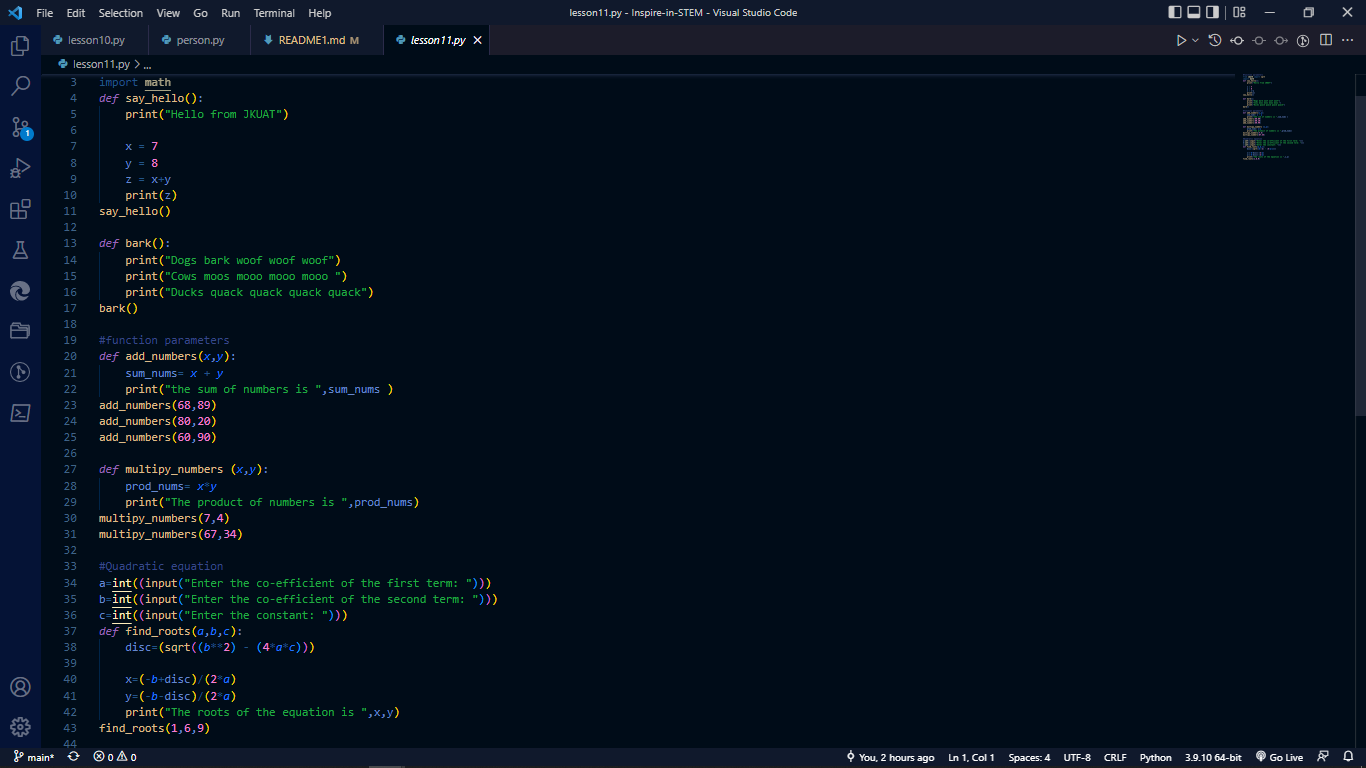 File Edit Selection View Go Run Terminal Help lesson11.py - Inspire-in-STEM - Visual Studio Code
lesson10.py person.py README1.md M lesson11.py
lesson11.py > ...
3 import math
4 def say_hello():
5     print("Hello from JKUAT")
6
7     x = 7
8     y = 8
9     z = x+y
10     print(z)
11 say_hello()
12
13 def bark():
14     print("Dogs bark woof woof woof")
15     print("Cows moos mooo mooo mooo ")
16     print("Ducks quack quack quack quack")
17 bark()
18
19 #function parameters
20 def add_numbers(x,y):
21     sum_nums= x + y
22     print("the sum of numbers is ",sum_nums )
23 add_numbers(68,89)
24 add_numbers(80,20)
25 add_numbers(60,90)
26
27 def multipy_numbers (x,y):
28     prod_nums= x*y
29     print("The product of numbers is ",prod_nums)
30 multipy_numbers(7,4)
31 multipy_numbers(67,34)
32
33 #Quadratic equation
34 a=int((input("Enter the co-efficient of the first term: ")))
35 b=int((input("Enter the co-efficient of the second term: ")))
36 c=int((input("Enter the constant: ")))
37 def find_roots(a,b,c):
38     disc=(sqrt((b**2) - (4*a*c)))
39
40     x=(-b+disc)/(2*a)
41     y=(-b-disc)/(2*a)
42     print("The roots of the equation is ",x,y)
43 find_roots(1,6,9)
44
1
main* 0 0 You, 2 hours ago Ln 1, Col 1 Spaces: 4 UTF-8 CRLF Python 3.9.10 64-bit Go Live